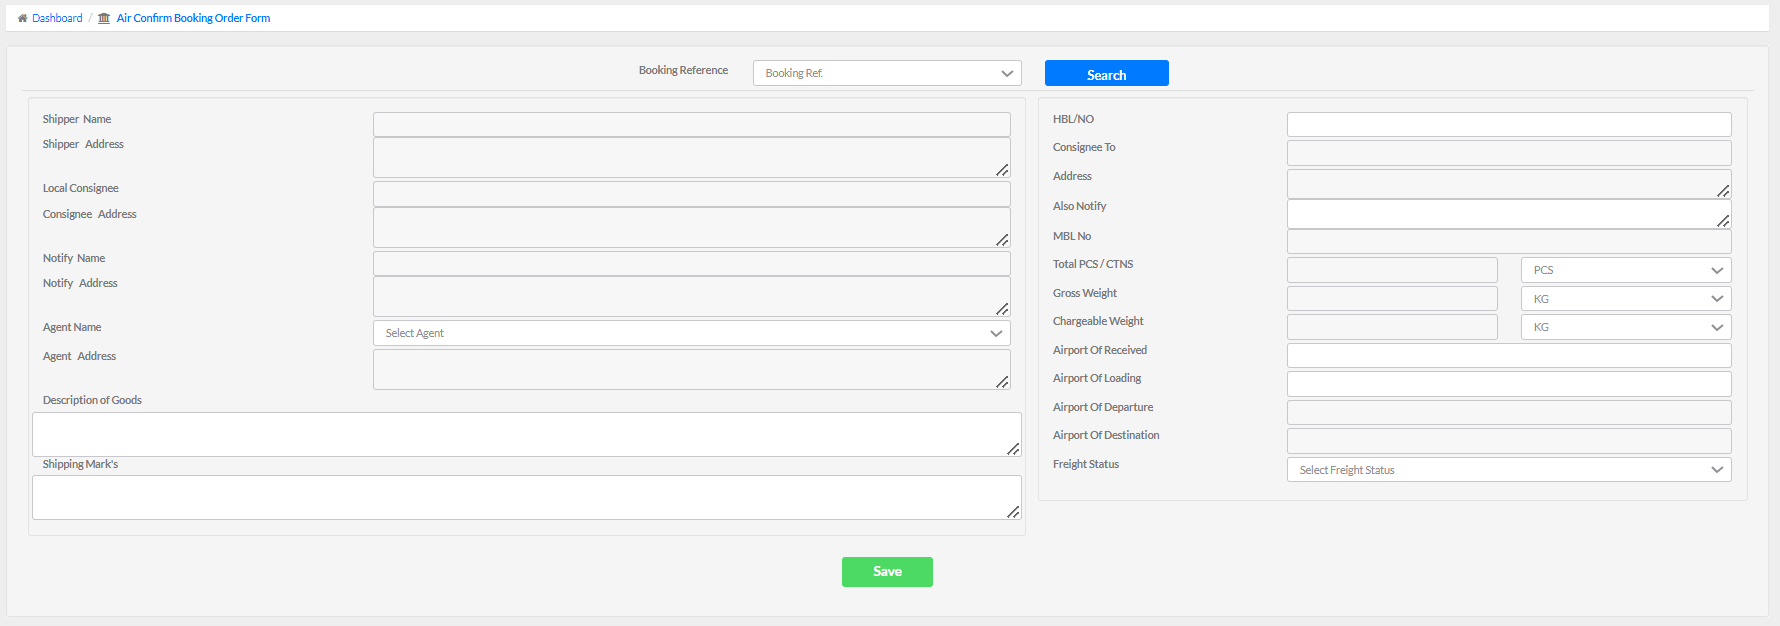 Dashboard / Air Confirm Booking Order Form
Booking Reference Booking Ref. Search
Shipper Name
Shipper Address
Local Consignee
Consignee Address
Notify Name
Notify Address
Agent Name Select Agent
Agent Address
Description of Goods
Shipping Mark's
HBL/NO
Consignee To
Address
Also Notify
MBL No
Total PCS / CTNS PCS
Gross Weight KG
Chargeable Weight KG
Airport Of Received
Airport Of Loading
Airport Of Departure
Airport Of Destination
Freight Status Select Freight Status
Save